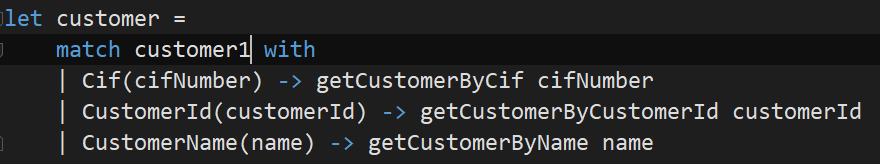 let customer =
match customer1 with
| Cif(cifNumber) -> getCustomerByCif cifNumber
| CustomerId(customerId) -> getCustomerByCustomerId customerId
| CustomerName(name) -> getCustomerByName name